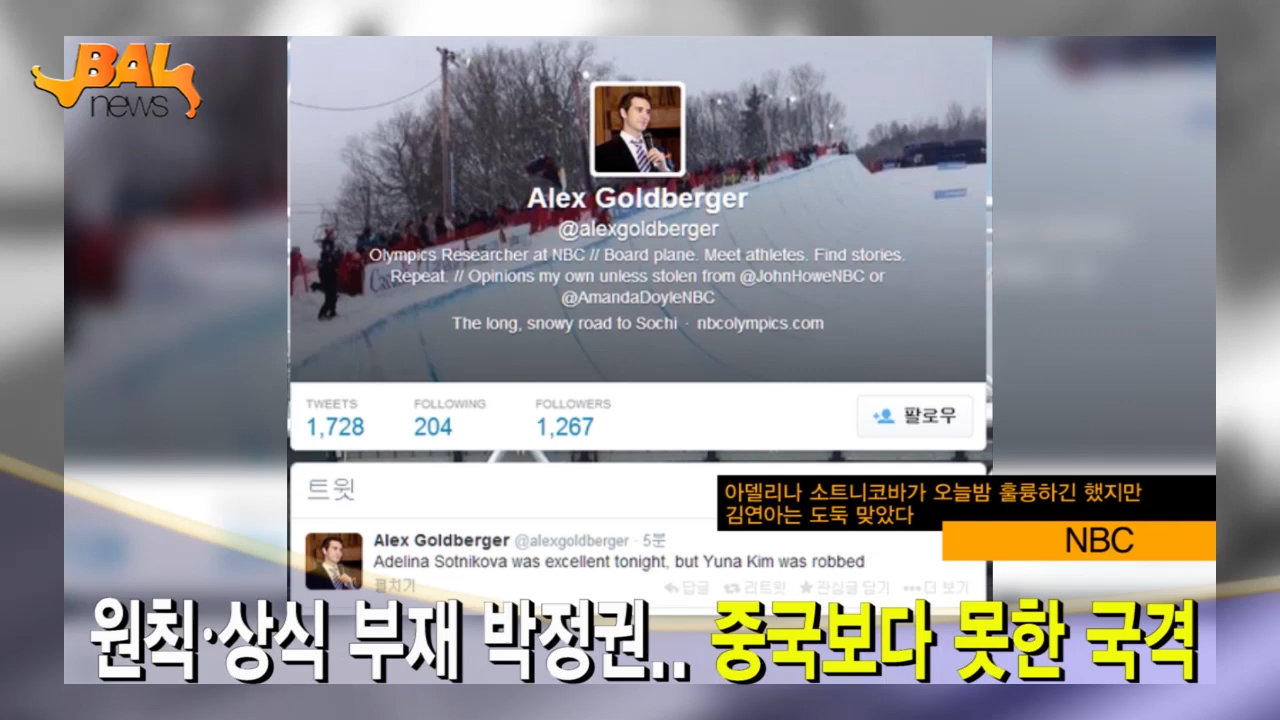 BAL
news
Alex Goldberger
@alexgoldberger
Olympics Researcher at NBC // Board plane. Meet athletes. Find stories.
Repeat. // Opinions my own unless stolen from @JohnHoweNBC or
@AmandaDoyleNBC
The long, snowy road to Sochi · nbcolympics.com
TWEETS FOLLOWING FOLLOWERS
1,728 204 1,267 팔로우
트윗
아델리나 소트니코바가 오늘밤 훌륭하긴 했지만
김연아는 도둑 맞았다
NBC
Alex Goldberger @alexgoldberger · 5분
Adelina Sotnikova was excellent tonight, but Yuna Kim was robbed
펼치기 답글 리트윗 관심글 담기 더 보기
원칙·상식 부재 박정권.. 중국보다 못한 국격